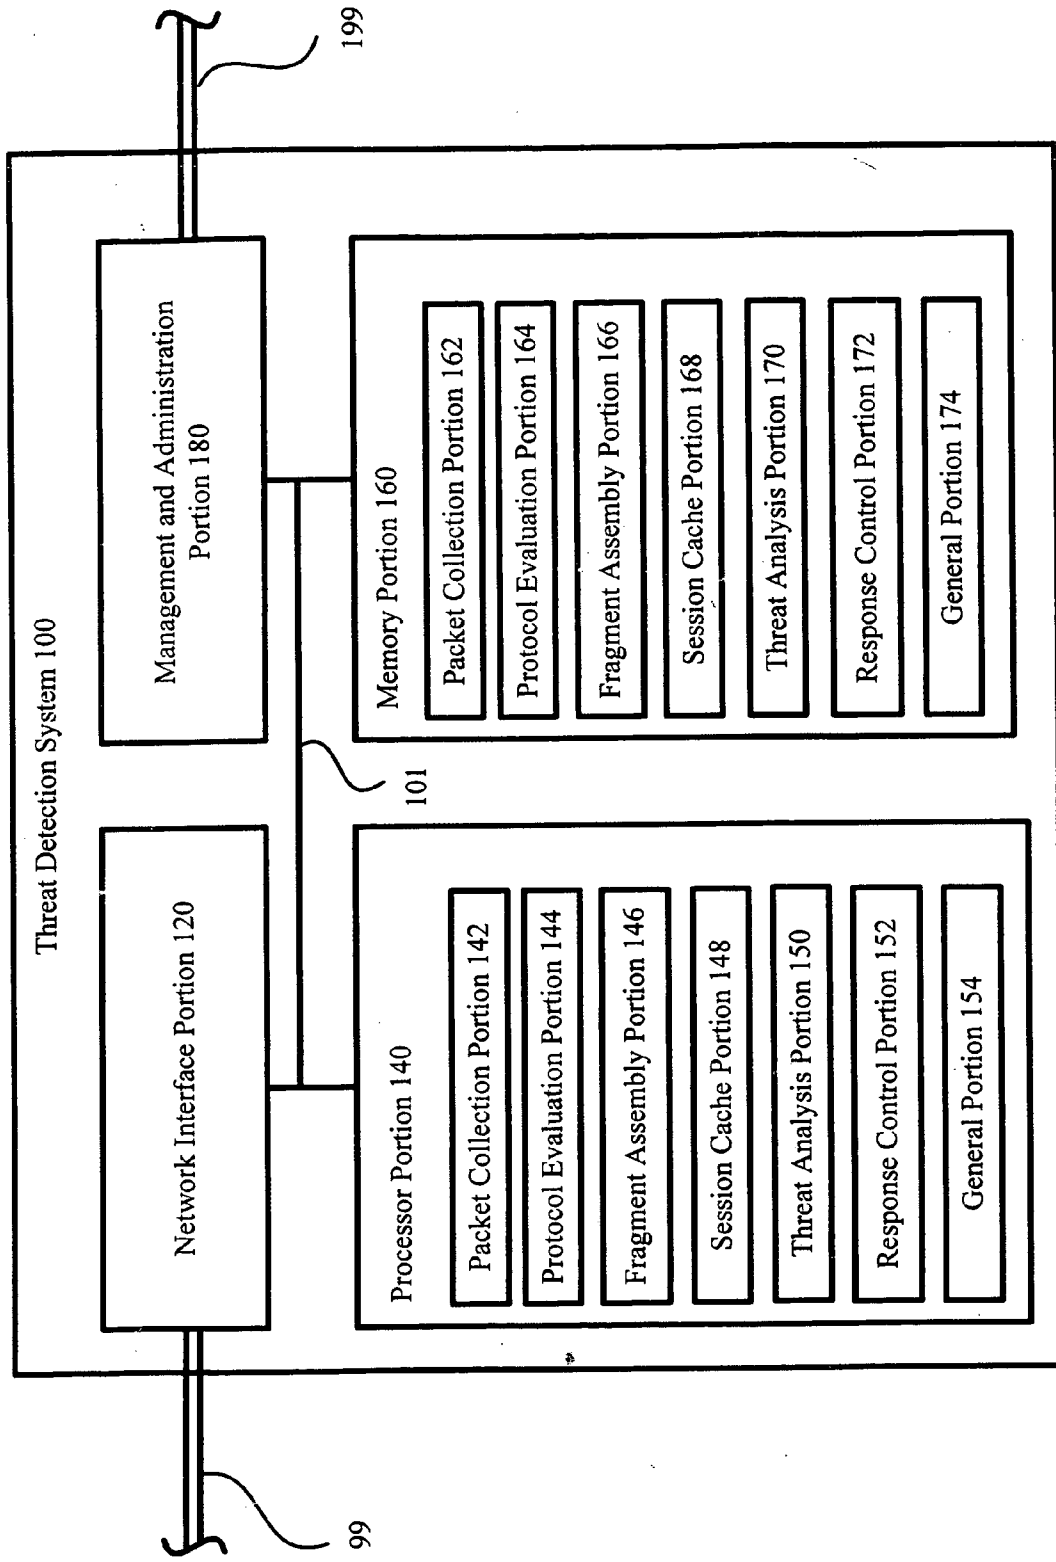 Threat Detection System 100
Network Interface Portion 120
Management and Administration
Portion 180
99
199
101
Processor Portion 140
Packet Collection Portion 142
Protocol Evaluation Portion 144
Fragment Assembly Portion 146
Session Cache Portion 148
Threat Analysis Portion 150
Response Control Portion 152
General Portion 154
Memory Portion 160
Packet Collection Portion 162
Protocol Evaluation Portion 164
Fragment Assembly Portion 166
Session Cache Portion 168
Threat Analysis Portion 170
Response Control Portion 172
General Portion 174